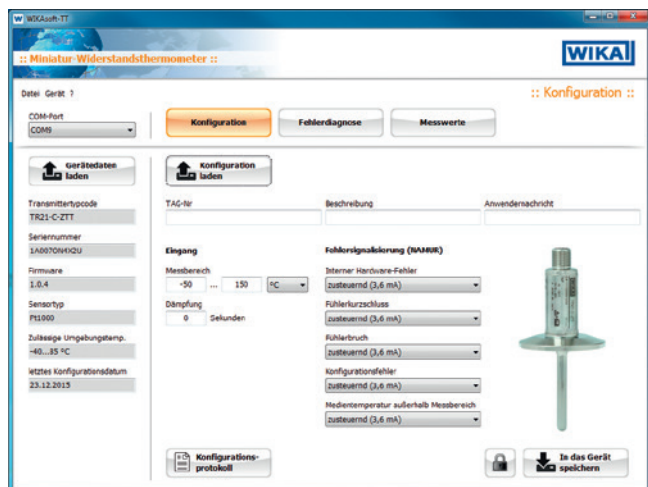 WIKAsoft-TT
:: Miniatur-Widerstandsthermometer ::
WIKA
Datei Gerät ?
:: Konfiguration ::
COM-Port
COM9
Konfiguration
Fehlerdiagnose
Messwerte
Gerätedaten
laden
Konfiguration
laden
Transmittertypcode
TR21-C-ZTT
TAG-Nr
Beschreibung
Anwendernachricht
Seriennummer
1A007ON4X2U
Firmware
1.0.4
Sensortyp
Pt1000
Zulässige Umgebungstemp.
-40...85 °C
letztes Konfigurationsdatum
23.12.2015
Eingang
Messbereich
-50 ... 150 °C
Dämpfung
0 Sekunden
Fehlersignalisierung (NAMUR)
Interner Hardware-Fehler
zusteuernd (3,6 mA)
Fühlerkurzschluss
zusteuernd (3,6 mA)
Fühlerbruch
zusteuernd (3,6 mA)
Konfigurationsfehler
zusteuernd (3,6 mA)
Medientemperatur außerhalb Messbereich
zusteuernd (3,6 mA)
Konfigurations-
protokoll
In das Gerät
speichern